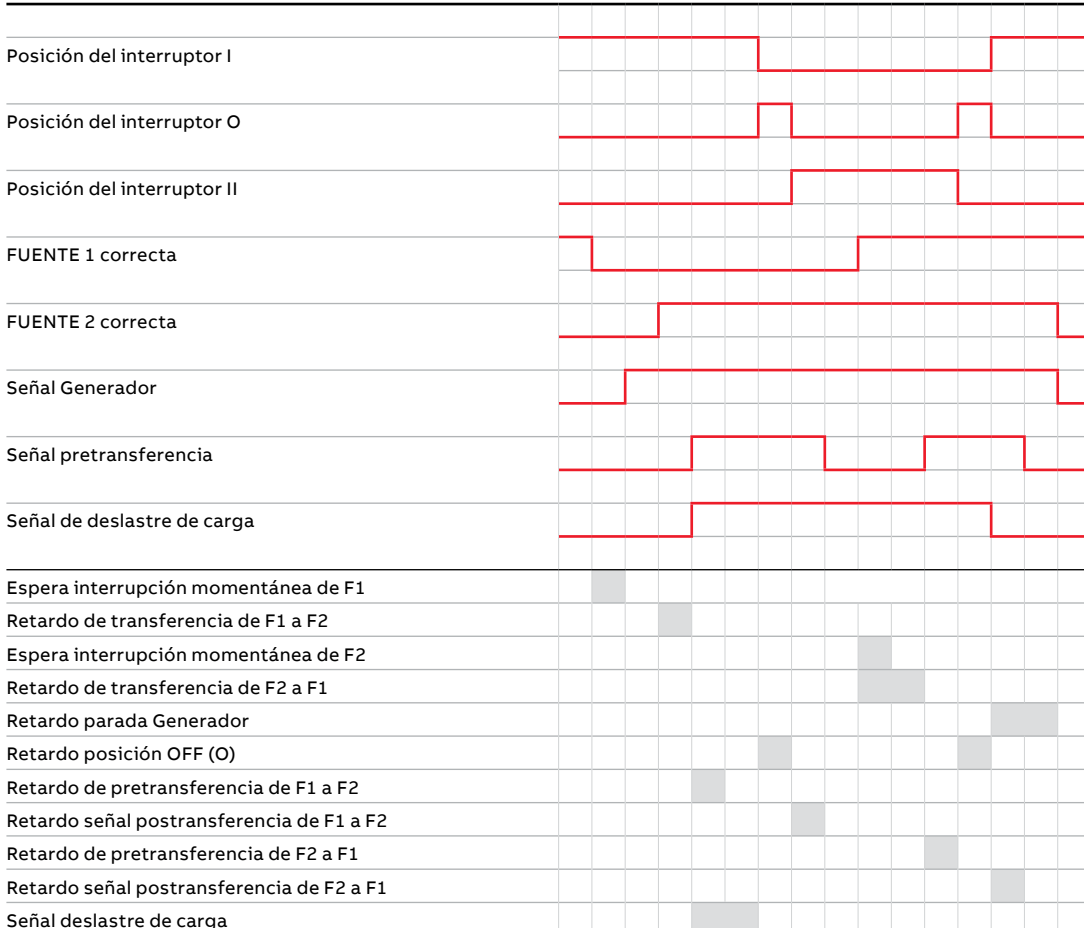 Posición del interruptor I
Posición del interruptor O
Posición del interruptor II
FUENTE 1 correcta
FUENTE 2 correcta
Señal Generador
Señal pretransferencia
Señal de deslastre de carga
Espera interrupción momentánea de F1
Retardo de transferencia de F1 a F2
Espera interrupción momentánea de F2
Retardo de transferencia de F2 a F1
Retardo parada Generador
Retardo posición OFF (O)
Retardo de pretransferencia de F1 a F2
Retardo señal postransferencia de F1 a F2
Retardo de pretransferencia de F2 a F1
Retardo señal postransferencia de F2 a F1
Señal deslastre de carga